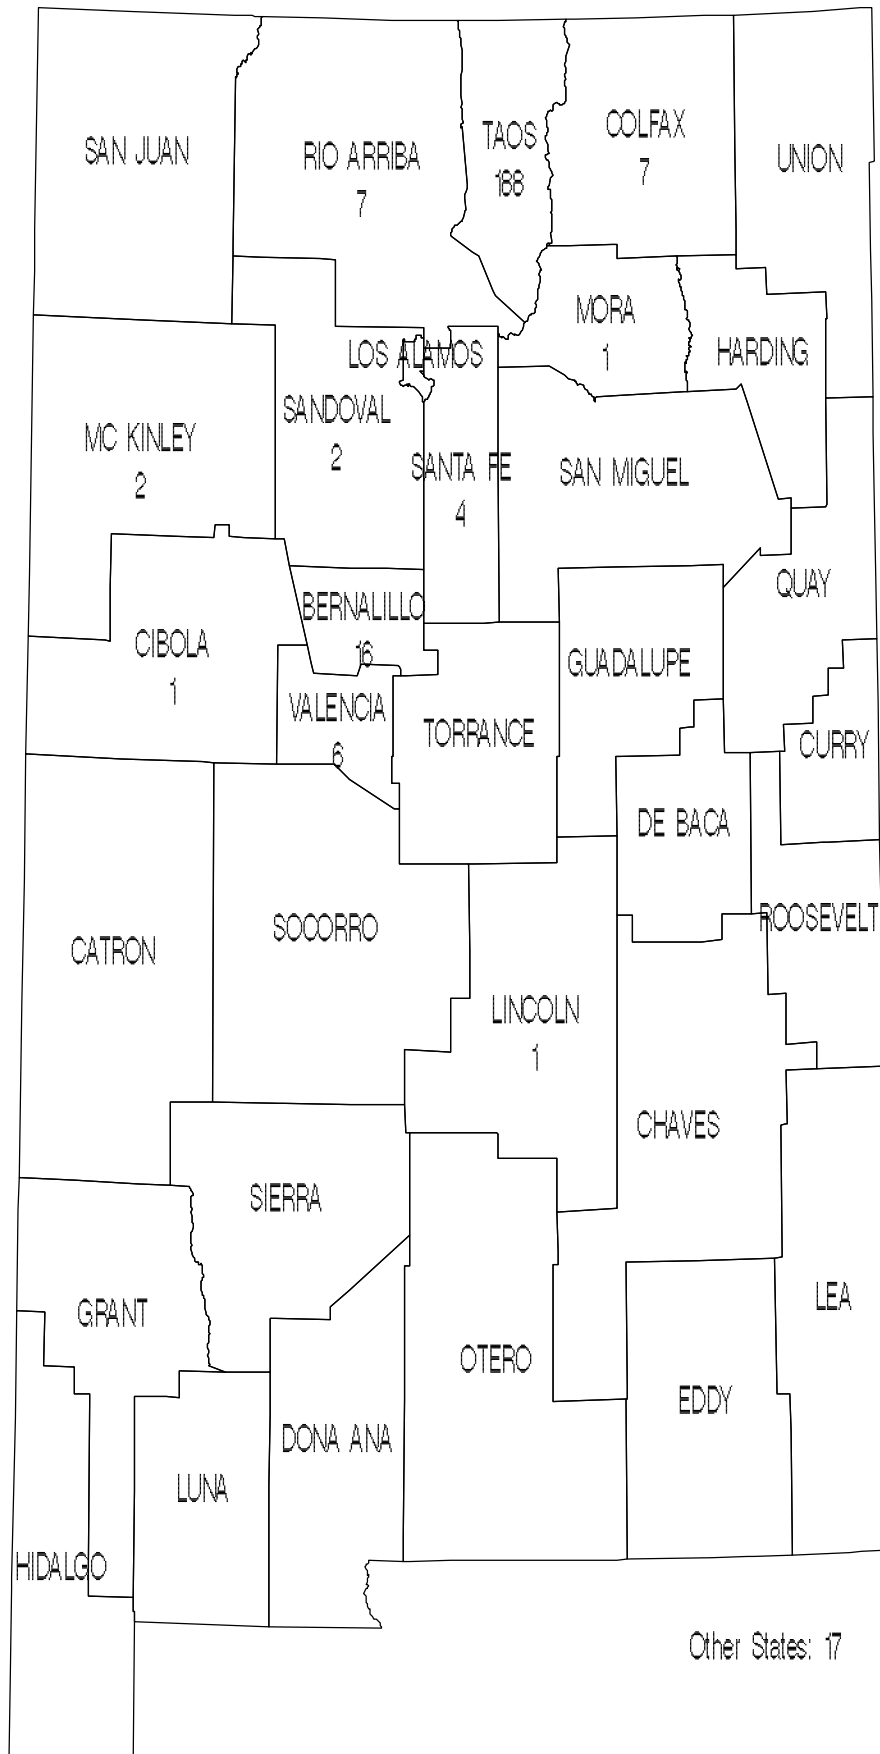 SAN JUAN
RIO ARRIBA
7
TAOS
188
COLFAX
7
UNION
MORA
1
HARDING
LOS ALAMOS
SANDOVAL
2
MC KINLEY
2
SANTA FE
4
SAN MIGUEL
QUAY
BERNALILLO
16
CIBOLA
1
GUADALUPE
VALENCIA
6
TORRANCE
CURRY
DE BACA
ROOSEVELT
SOCORRO
CATRON
LINCOLN
1
CHAVES
SIERRA
LEA
GRANT
OTERO
EDDY
DONA ANA
LUNA
HIDALGO
Other States: 17